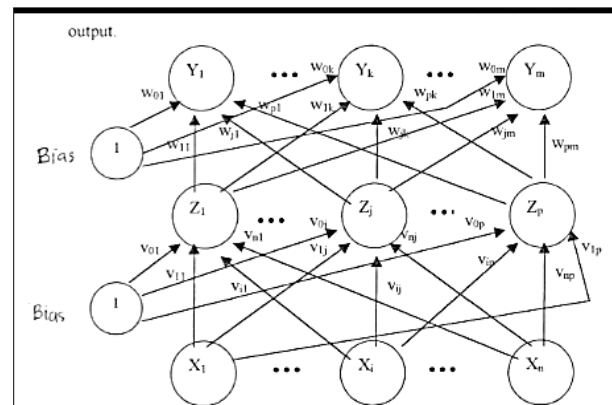 output.
Y1 ••• Yk ••• Ym
w01 w0k w0m
w11 wp1 w1k wpk w1m
wj1 wjk wjm wpm
Bias 1
Z1 ••• Zj ••• Zp
v01 vn1 v0j vnj v0p v1p
v11 v1j vin vnp
vi1 vij
Bias 1
X1 ••• Xi ••• Xn